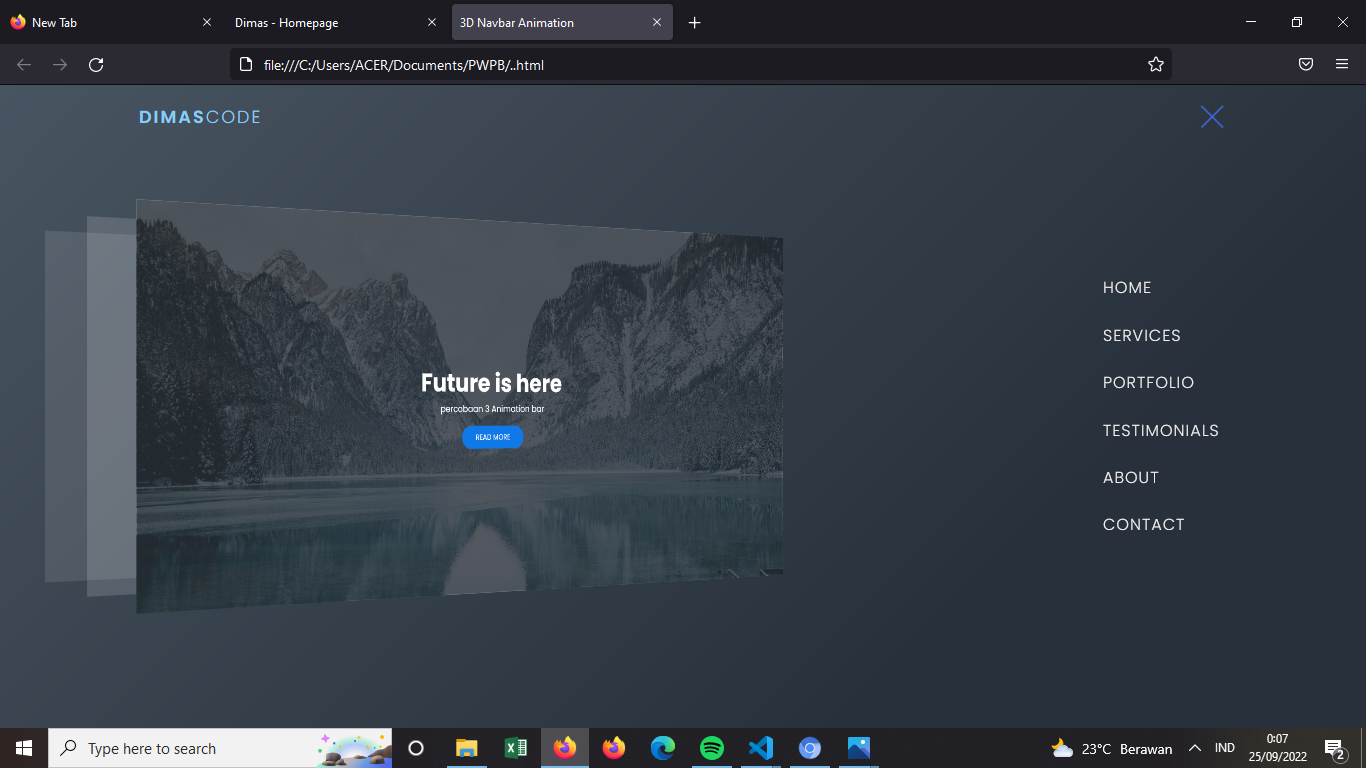 New Tab
Dimas - Homepage
3D Navbar Animation
file:///C:/Users/ACER/Documents/PWPB/..html
DIMASCODE
HOME
SERVICES
PORTFOLIO
TESTIMONIALS
ABOUT
CONTACT
Future is here
percobaan 3 Animation bar
READ MORE
Type here to search
23°C Berawan
IND
0:07
25/09/2022
2